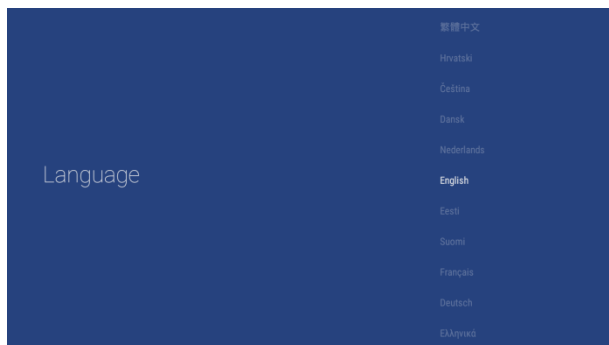 繁體中文
Hrvatski
Čeština
Dansk
Nederlands
Language
English
Eesti
Suomi
Français
Deutsch
Ελληνικά